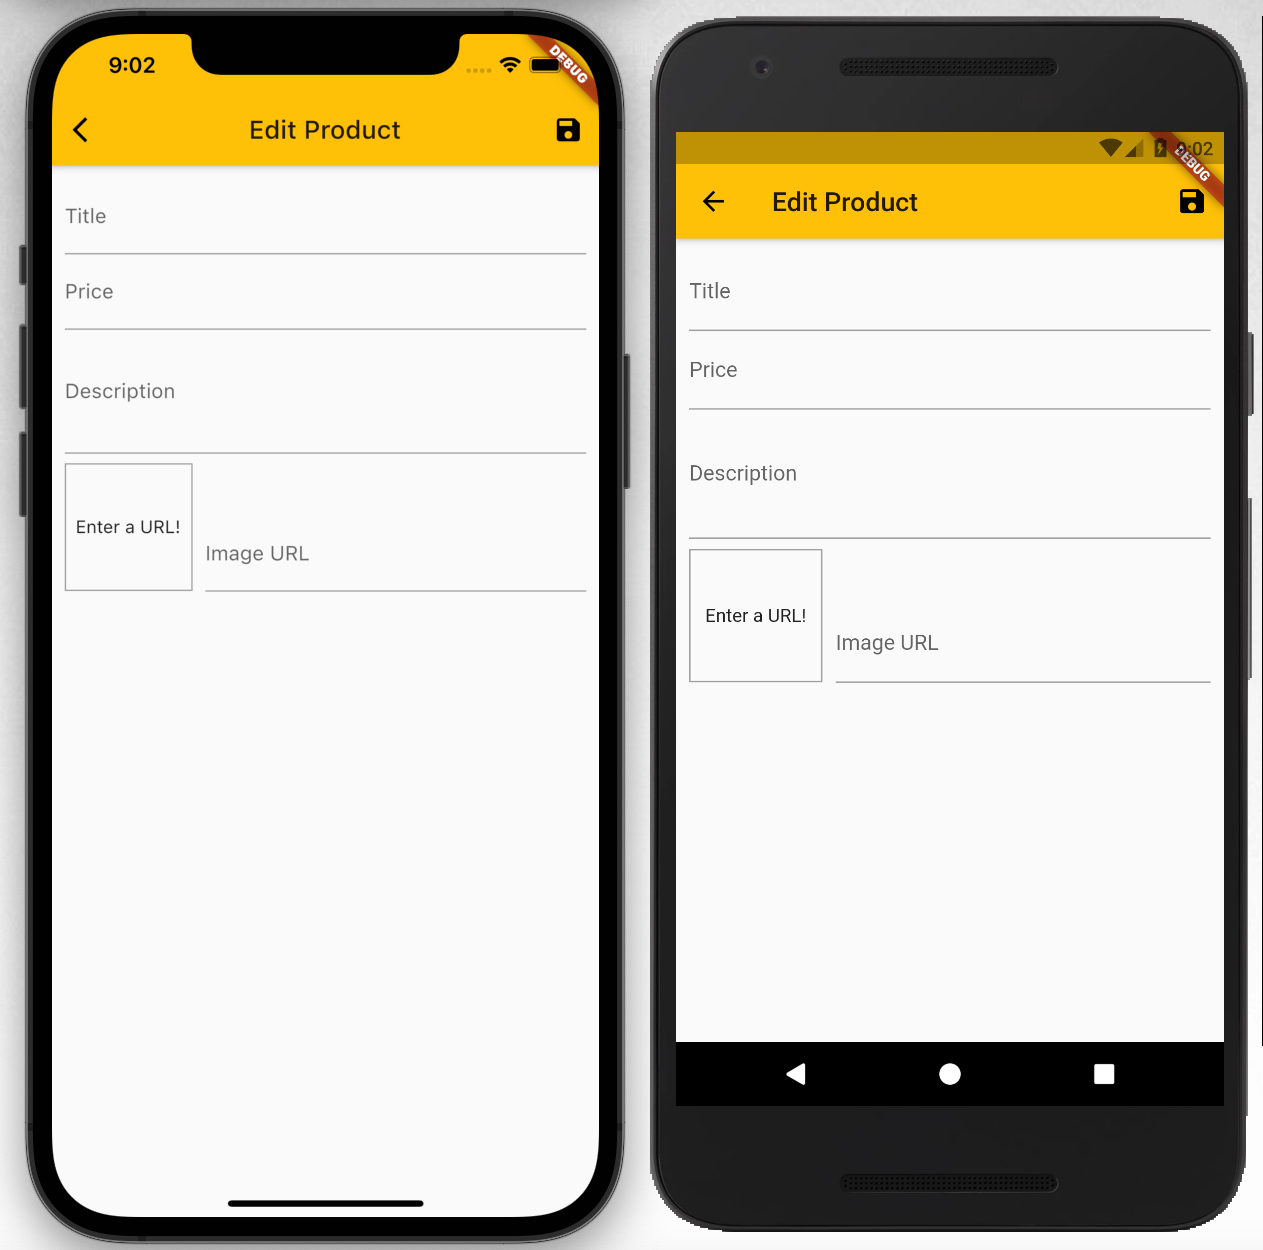 9:02
DEBUG
Edit Product
Title
Price
Description
Enter a URL!
Image URL
9:02
DEBUG
Edit Product
Title
Price
Description
Enter a URL!
Image URL